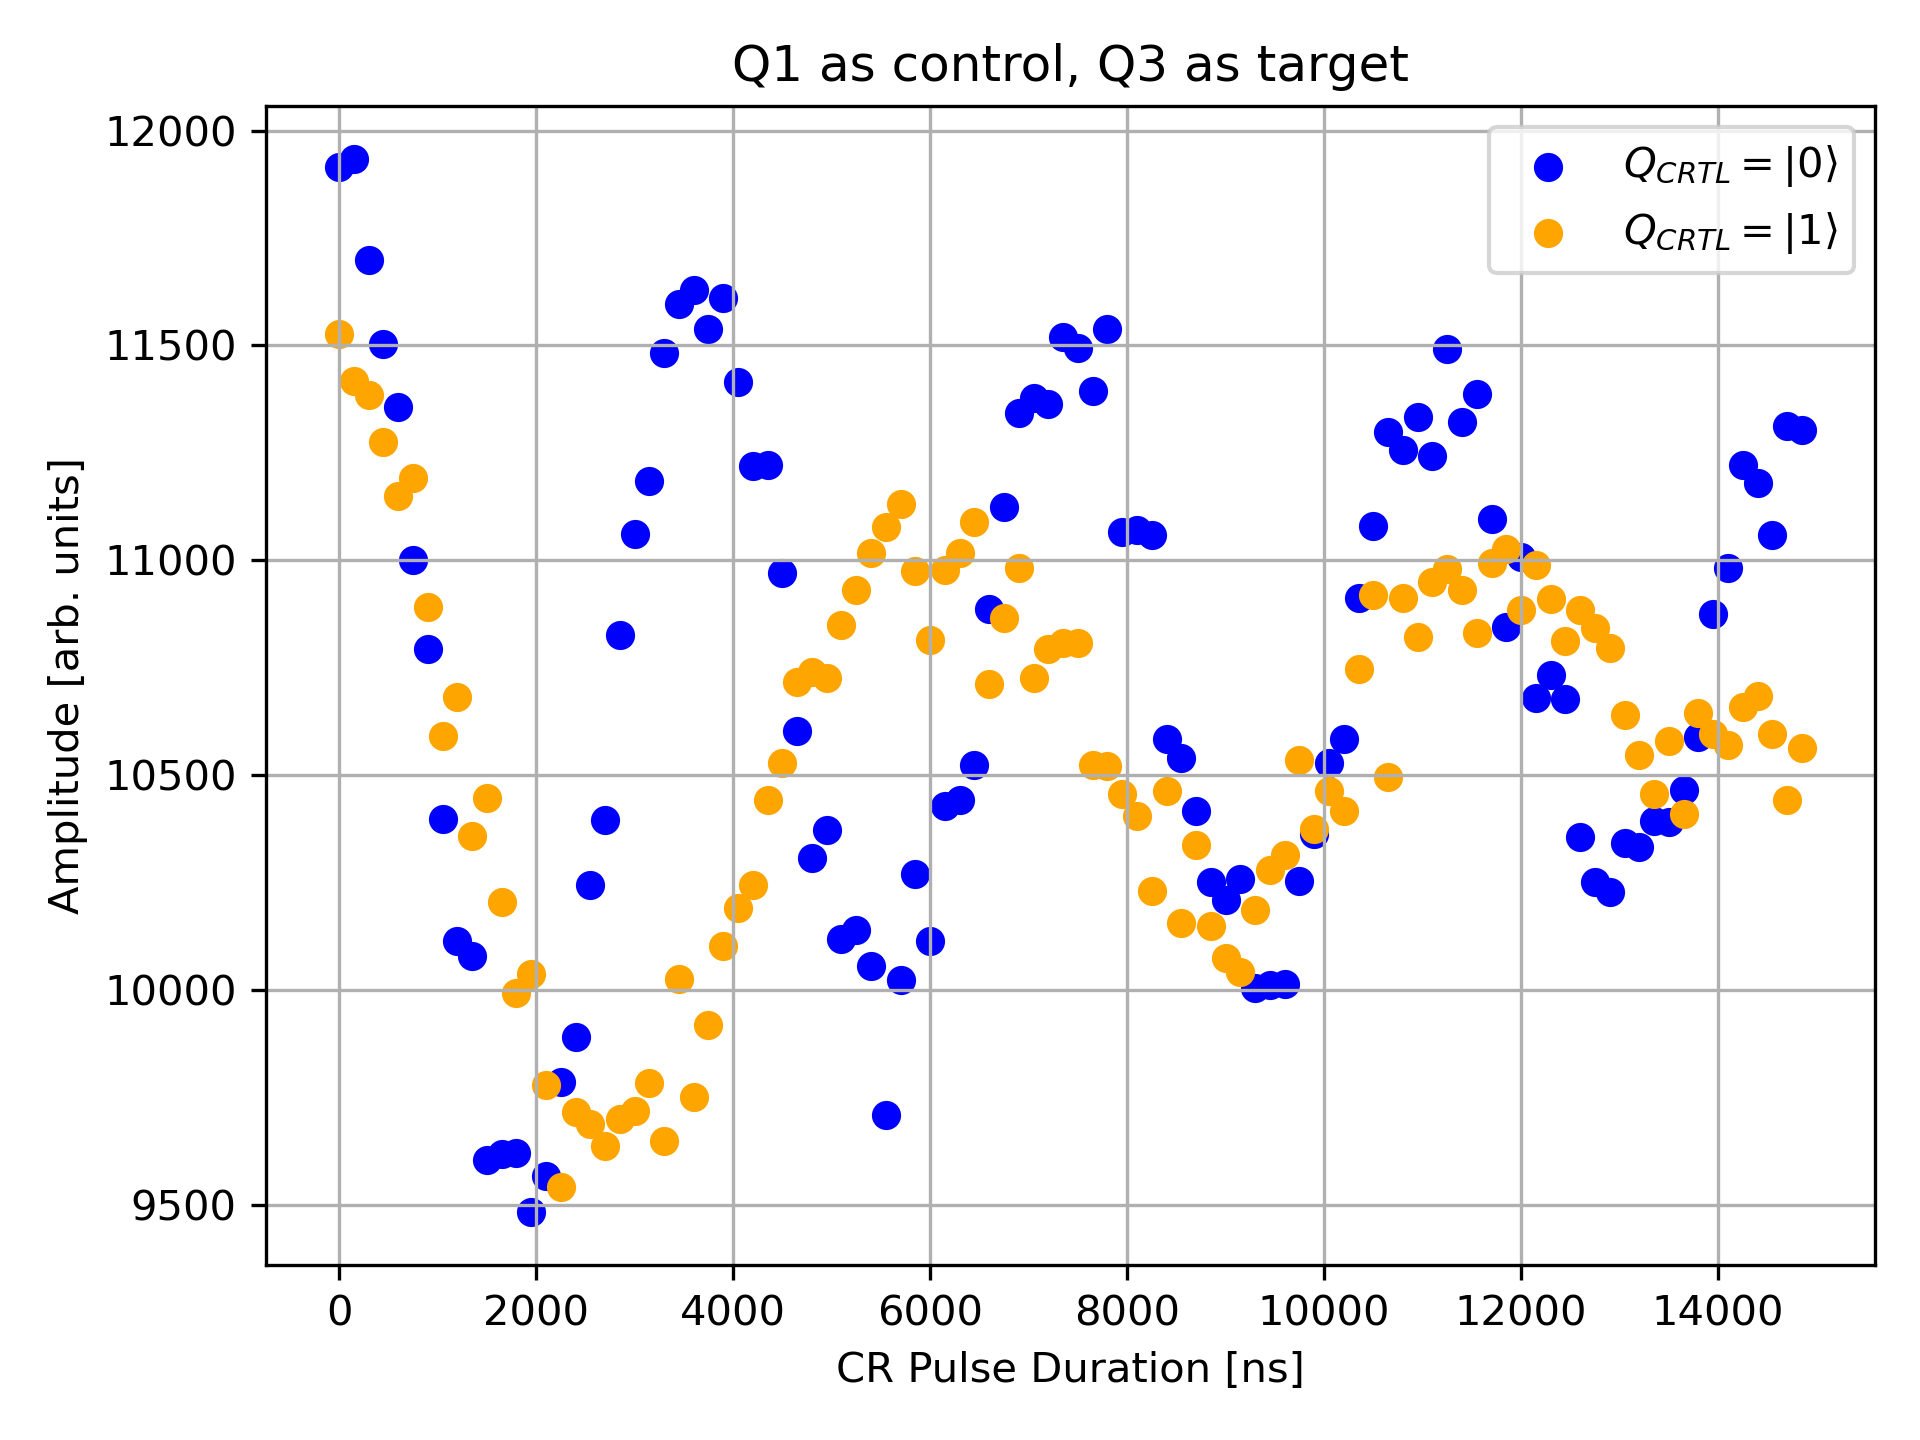 Q1 as control, Q3 as target
12000
11500
11000
10500
10000
9500
Amplitude [arb. units]
Q_CRTL = |0⟩
Q_CRTL = |1⟩
0 2000 4000 6000 8000 10000 12000 14000
CR Pulse Duration [ns]